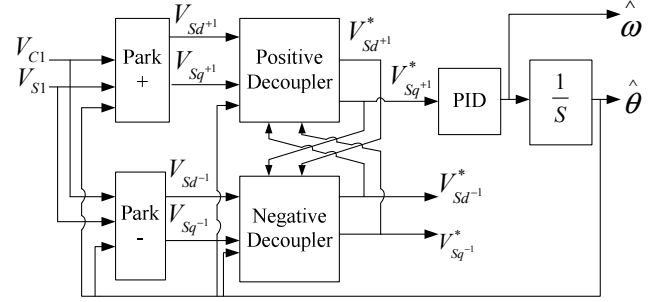 V_{C1}
V_{S1}
Park
+
V_{Sd^{+1}}
V_{Sq^{+1}}
Positive
Decoupler
V^{*}_{Sd^{+1}}
V^{*}_{Sq^{+1}}
PID
1
S
ω̂
θ̂
Park
-
V_{Sd^{-1}}
V_{Sq^{-1}}
Negative
Decoupler
V^{*}_{Sd^{-1}}
V^{*}_{Sq^{-1}}